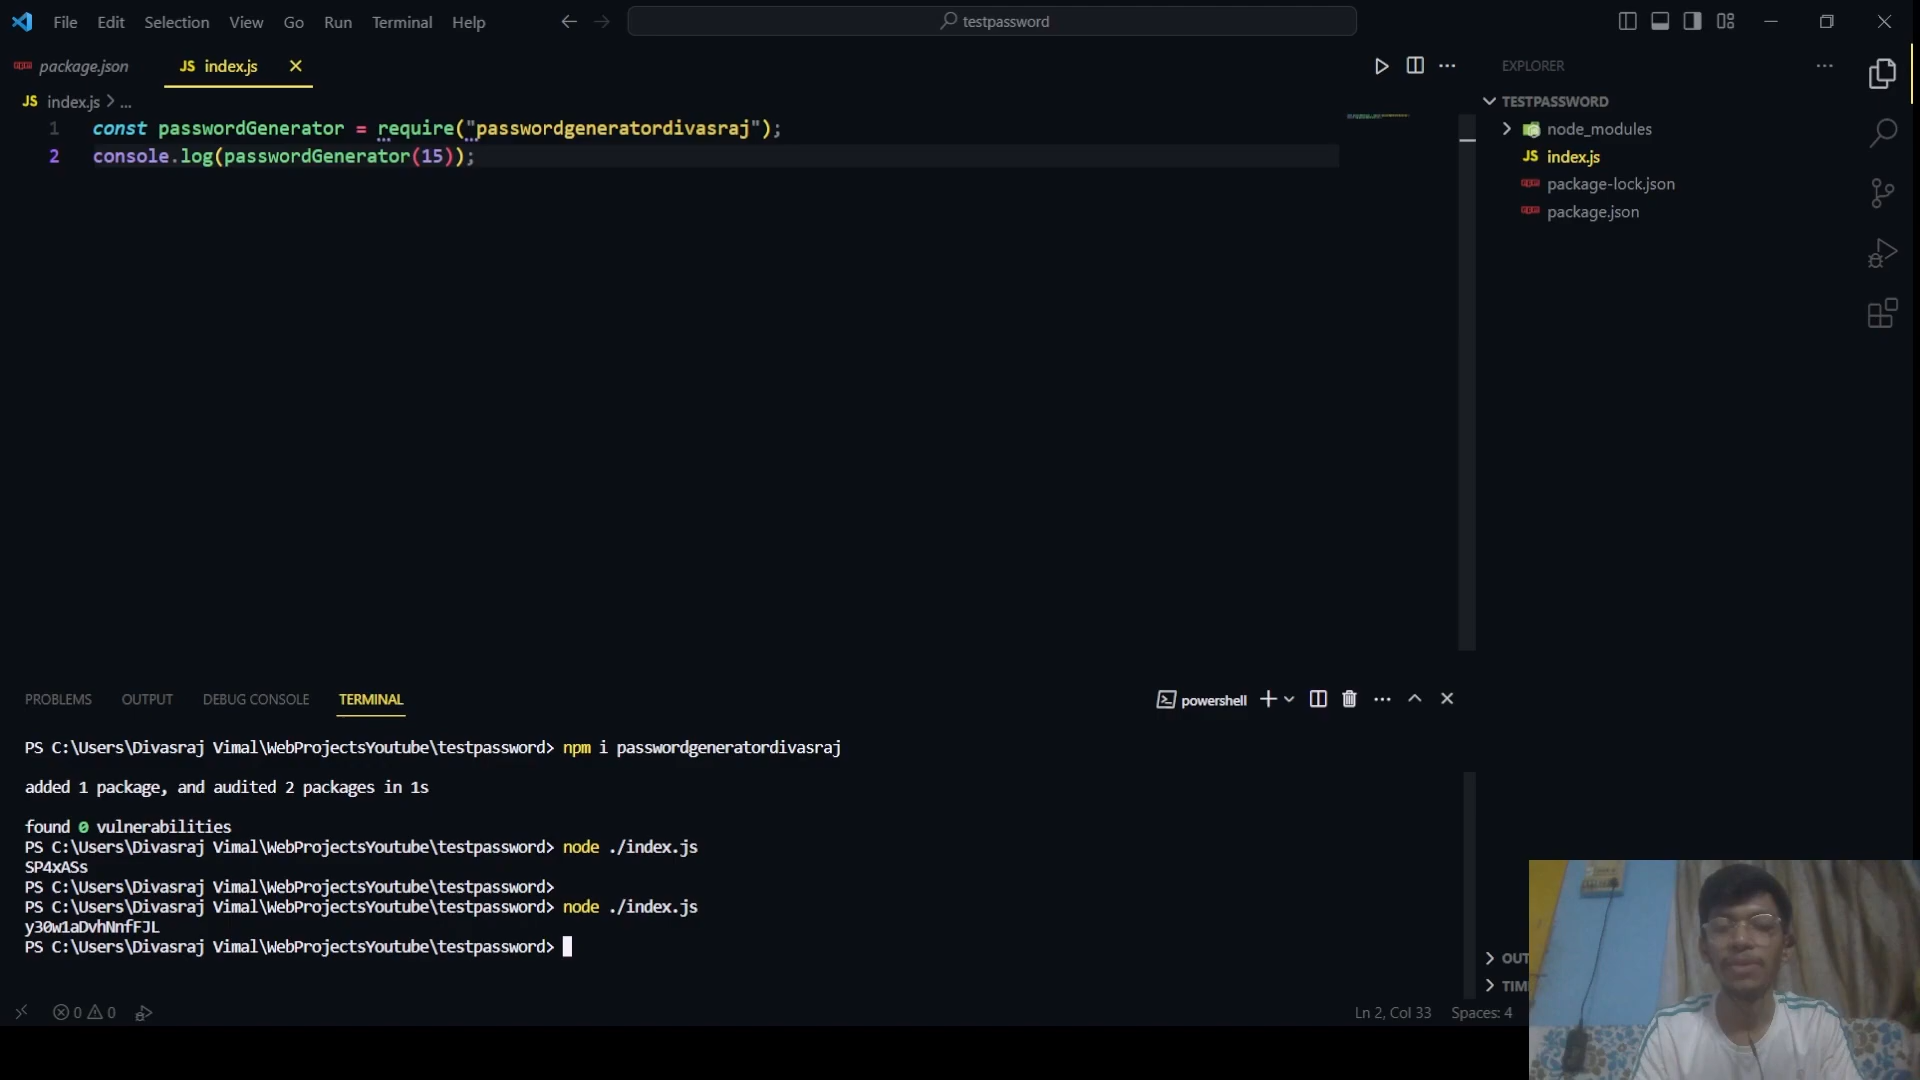 File Edit Selection View Go Run Terminal Help
testpassword
package.json
JS index.js
EXPLORER
JS index.js > ...
TESTPASSWORD
1 const passwordGenerator = require("passwordgeneratordivasraj");
2 console.log(passwordGenerator(15));
node_modules
JS index.js
package-lock.json
package.json
PROBLEMS OUTPUT DEBUG CONSOLE TERMINAL
powershell
PS C:\Users\Divasraj Vimal\WebProjectsYoutube\testpassword> npm i passwordgeneratordivasraj
added 1 package, and audited 2 packages in 1s
found 0 vulnerabilities
PS C:\Users\Divasraj Vimal\WebProjectsYoutube\testpassword> node ./index.js
SP4xASs
PS C:\Users\Divasraj Vimal\WebProjectsYoutube\testpassword>
PS C:\Users\Divasraj Vimal\WebProjectsYoutube\testpassword> node ./index.js
y30w1aDvhNnfFJL
PS C:\Users\Divasraj Vimal\WebProjectsYoutube\testpassword>
OUT
TIM
0 0
Ln 2, Col 33 Spaces: 4